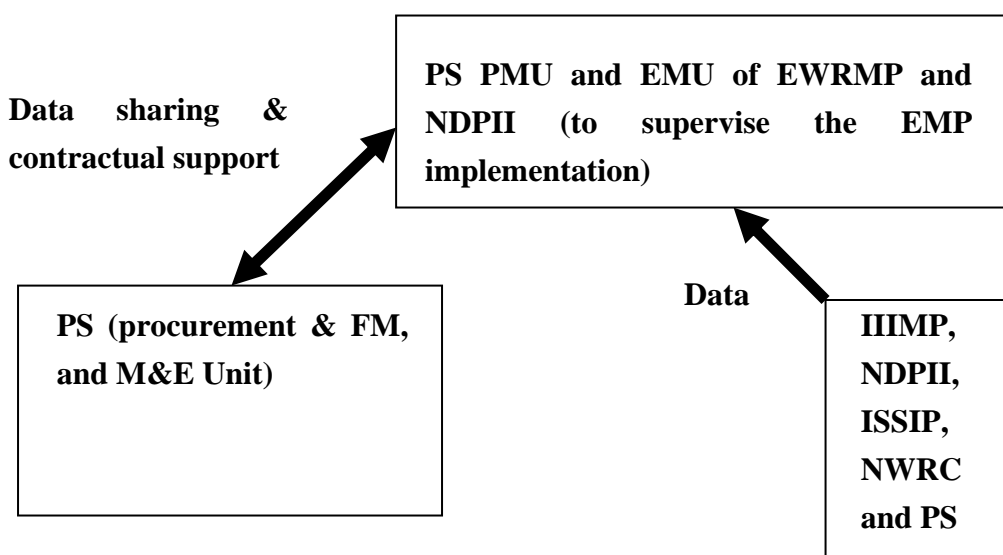 PS PMU and EMU of EWRMP and
NDPII (to supervise the EMP
implementation)
Data sharing &
contractual support
Data
PS (procurement & FM,
and M&E Unit)
IIIMP,
NDPII,
ISSIP,
NWRC
and PS